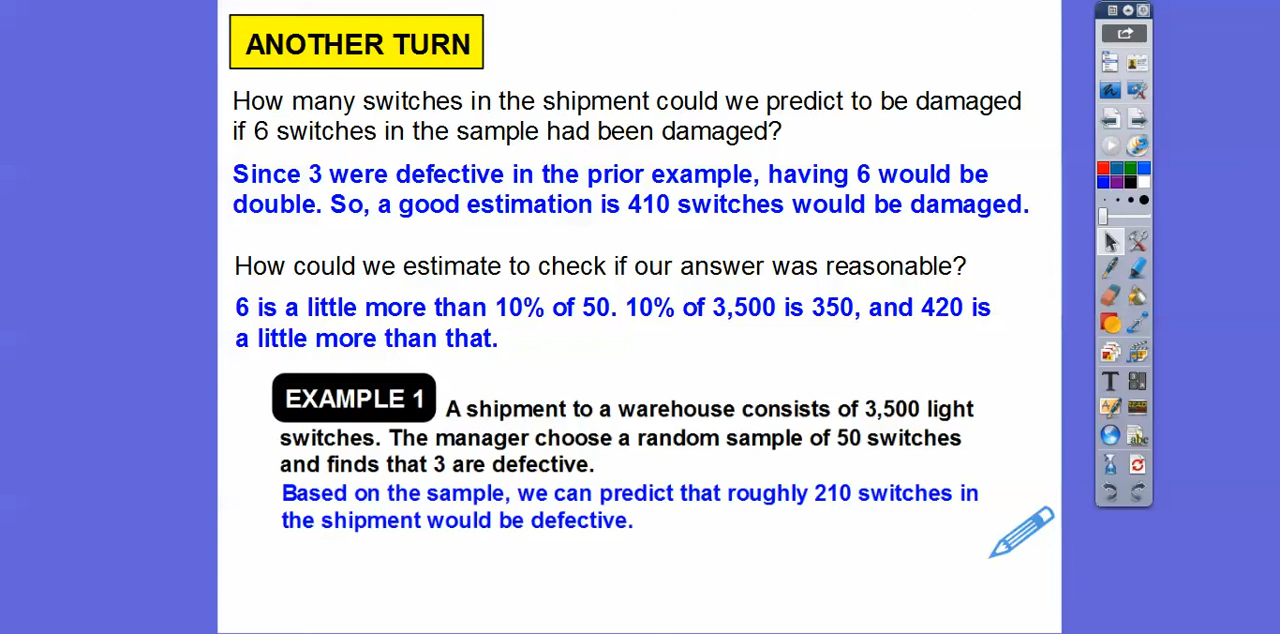 ANOTHER TURN
How many switches in the shipment could we predict to be damaged
if 6 switches in the sample had been damaged?
Since 3 were defective in the prior example, having 6 would be
double. So, a good estimation is 410 switches would be damaged.
How could we estimate to check if our answer was reasonable?
6 is a little more than 10% of 50. 10% of 3,500 is 350, and 420 is
a little more than that.
EXAMPLE 1 A shipment to a warehouse consists of 3,500 light
switches. The manager choose a random sample of 50 switches
and finds that 3 are defective.
Based on the sample, we can predict that roughly 210 switches in
the shipment would be defective.